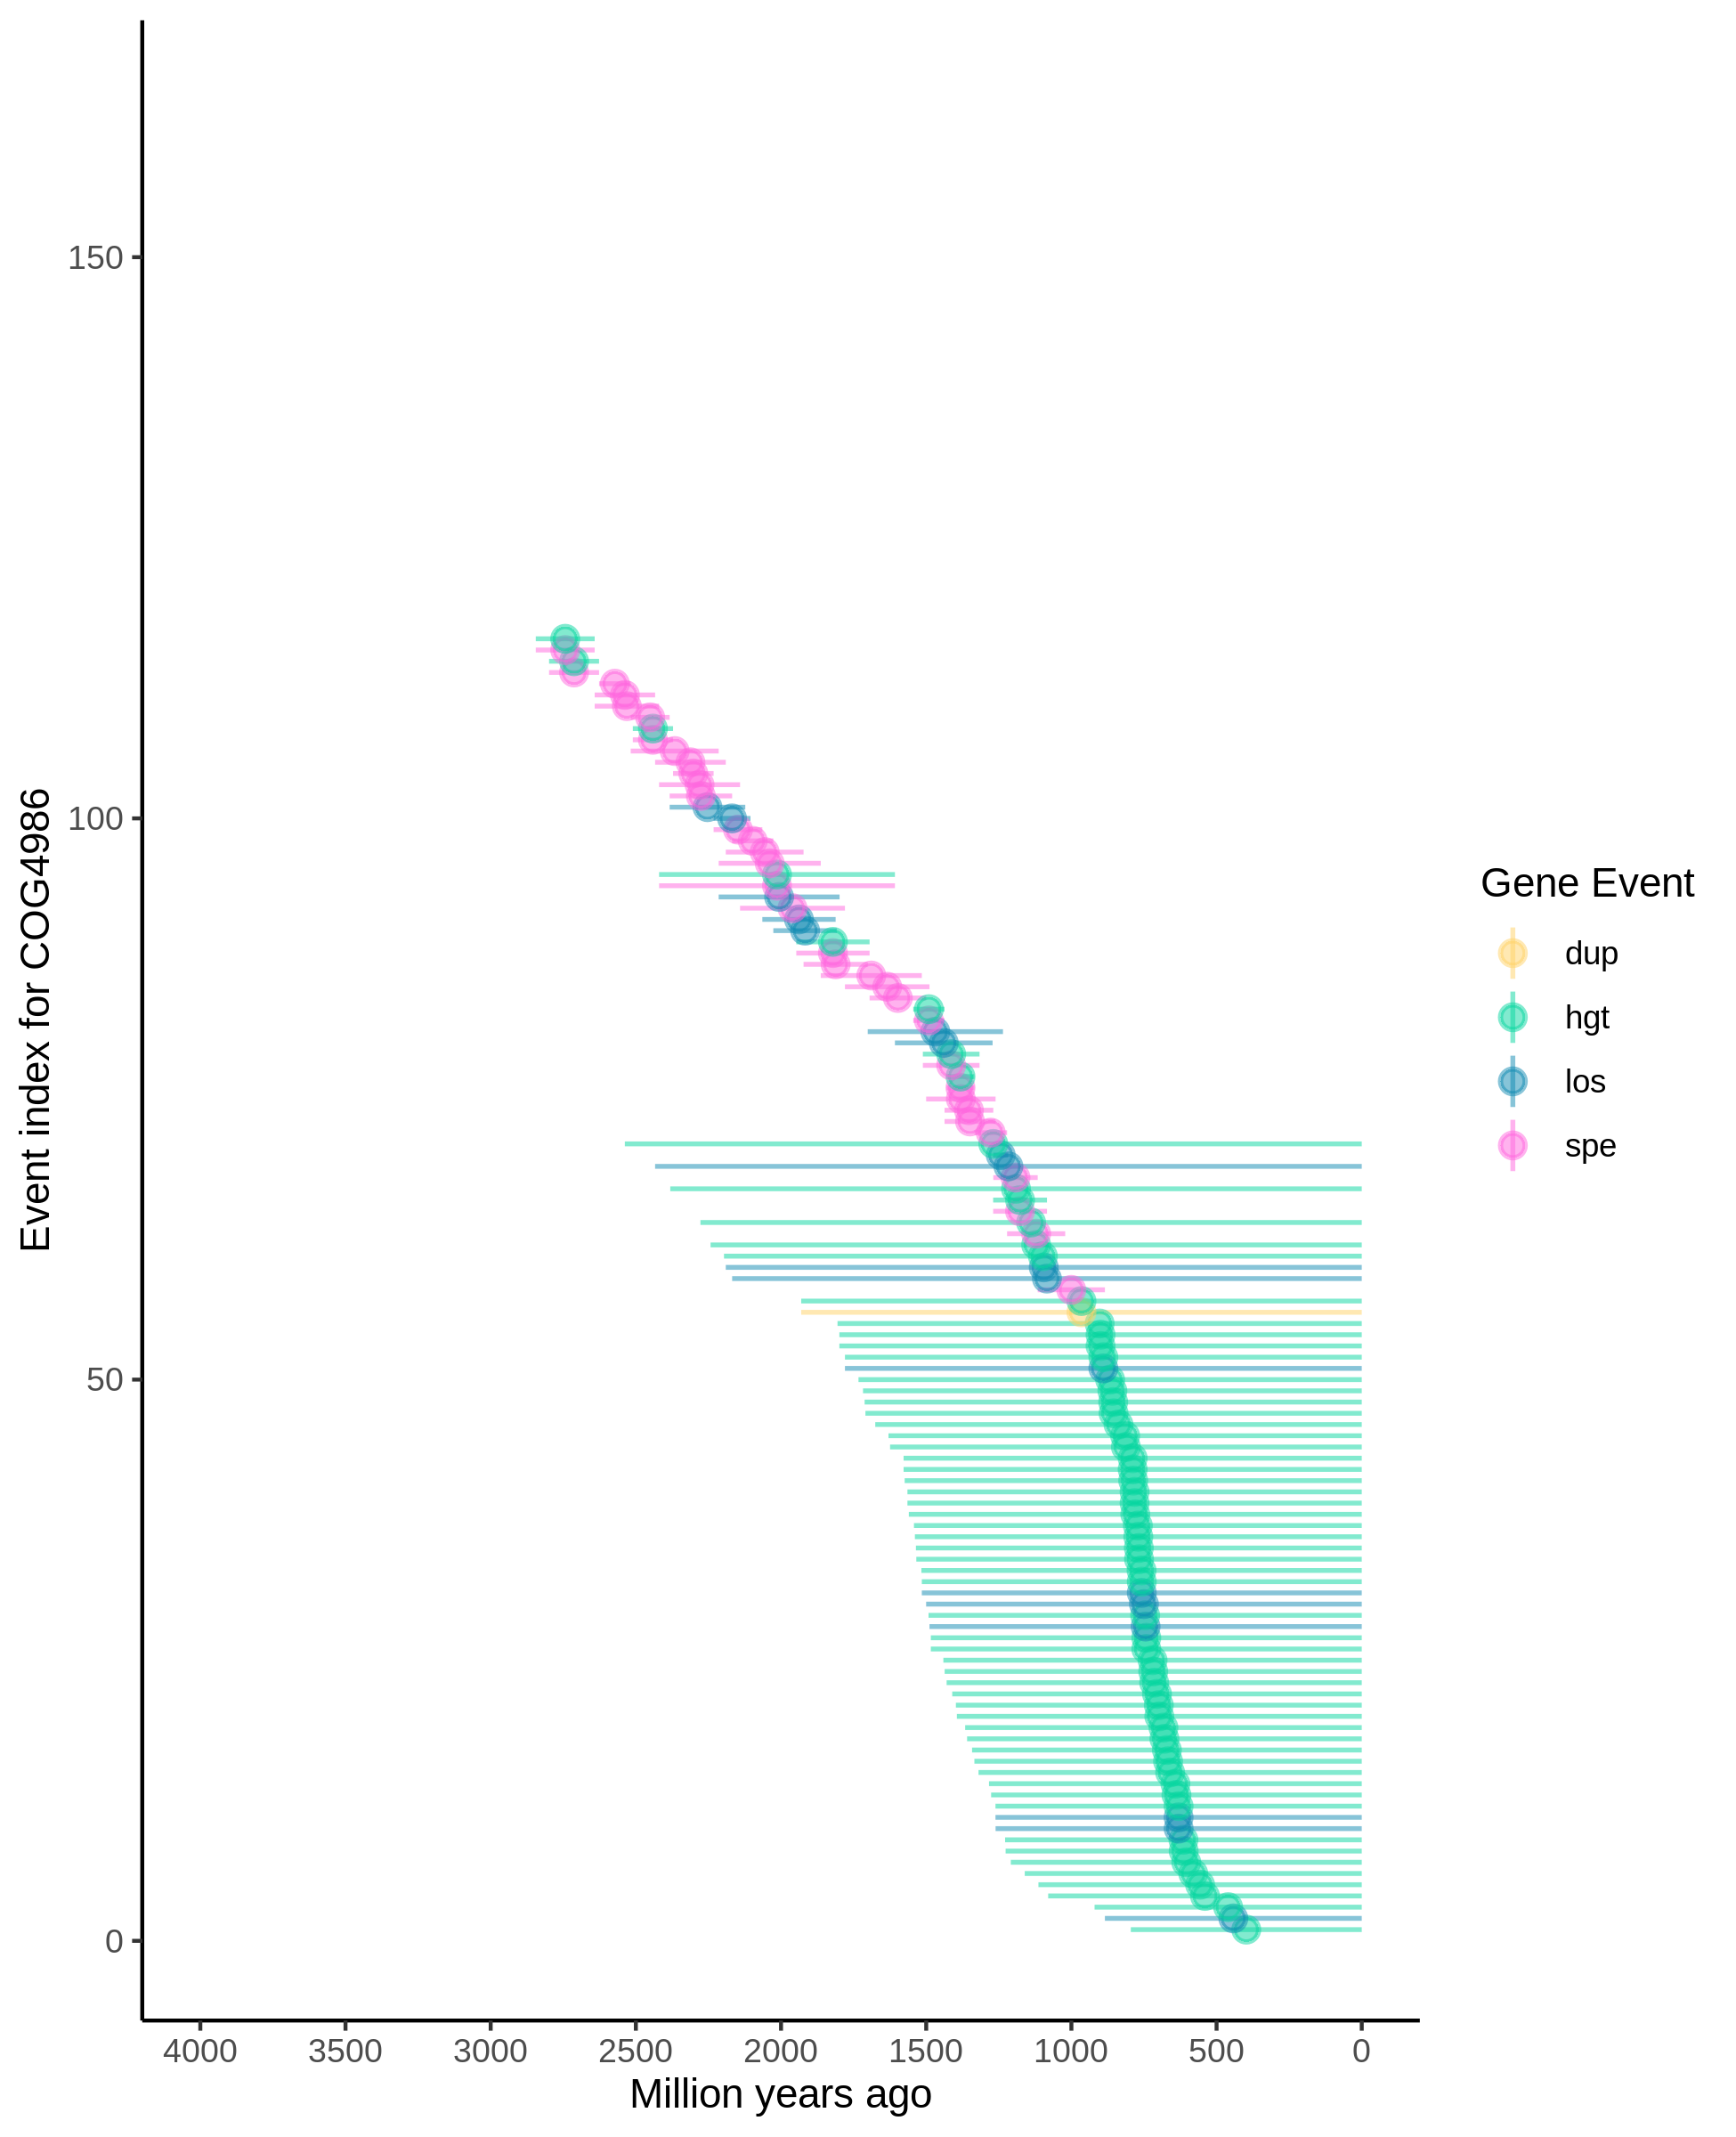 150
100
50
0
Event index for COG4986
4000 3500 3000 2500 2000 1500 1000 500 0
Million years ago
Gene Event
dup
hgt
los
spe